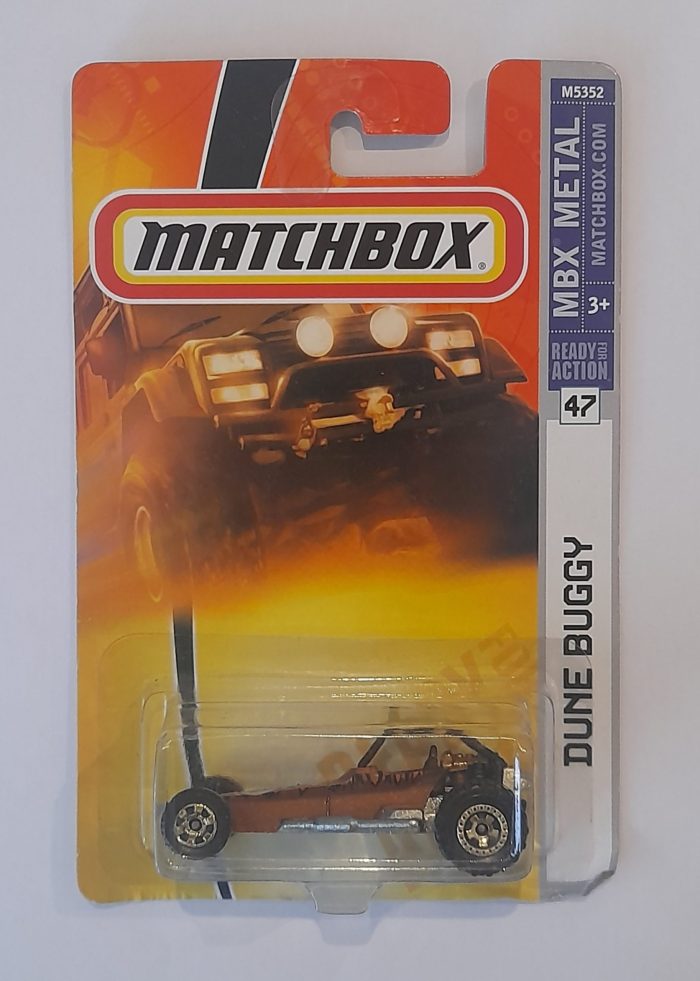 MATCHBOX®
M5352
MBX® METAL
MATCHBOX.COM
3+
READY FOR ACTION
47
DUNE BUGGY